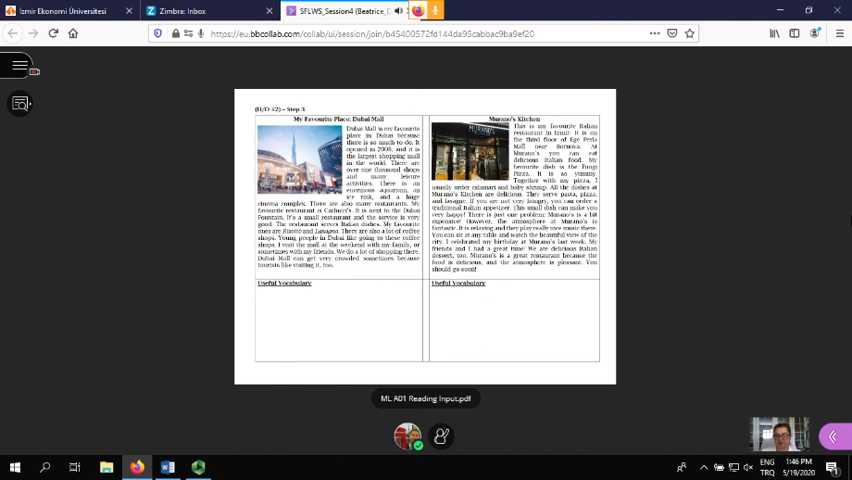 İzmir Ekonomi Üniversitesi
Zimbra: Inbox
SFLWS_Session4 (Beatrice_D
https://eu.bbcollab.com/collab/ui/session/join/b45400572fd144da95cabbac9ba9ef20
(H/O #2) – Step 3
My Favourite Place: Dubai Mall
Dubai Mall is my favourite
place in Dubai because
there is so much to do. It
opened in 2008, and it is
the largest shopping mall
in the world. There are
over one thousand shops
and many leisure
activities. There is an
enormous aquarium, an
ice rink, and a huge
cinema complex. There are also many restaurants. My
favourite restaurant is Carlucci's. It is next to the Dubai
Fountain. It's a small restaurant and the service is very
good. The restaurant serves Italian dishes. My favourite
ones are Risotto and Lasagna. There are also a lot of coffee
shops. Young people in Dubai like going to these coffee
shops. I visit the mall at the weekend with my family, or
sometimes with my friends. We do a lot of shopping there.
Dubai Mall can get very crowded sometimes because
tourists like visiting it, too.
Useful Vocabulary
Murano's Kitchen
MURANO'S
This is my favourite Italian
restaurant in Izmir. It is on
the third floor of Ege Perla
Mall near Bornova. At
Murano's you can eat
delicious Italian food. My
favourite dish is the Fungi
Pizza. It is so yummy.
Together with my pizza, I
usually order calamari and baby shrimp. All the dishes at
Murano's Kitchen are delicious. They serve pasta, pizza,
and lasagne. If you are not very hungry, you can order a
traditional Italian appetizer. This small dish can make you
very happy! There is just one problem: Murano's is a bit
expensive! However, the atmosphere at Murano's is
fantastic. It is relaxing and they play really nice music there.
You can sit at any table and watch the beautiful view of the
city. I celebrated my birthday at Murano's last week. My
friends and I had a great time! We ate delicious Italian
dessert, too. Murano's is a great restaurant because the
food is delicious, and the atmosphere is pleasant. You
should go soon!
Useful Vocabulary
ML A01 Reading Input.pdf
ENG
TRQ
1:46 PM
5/19/2020
1